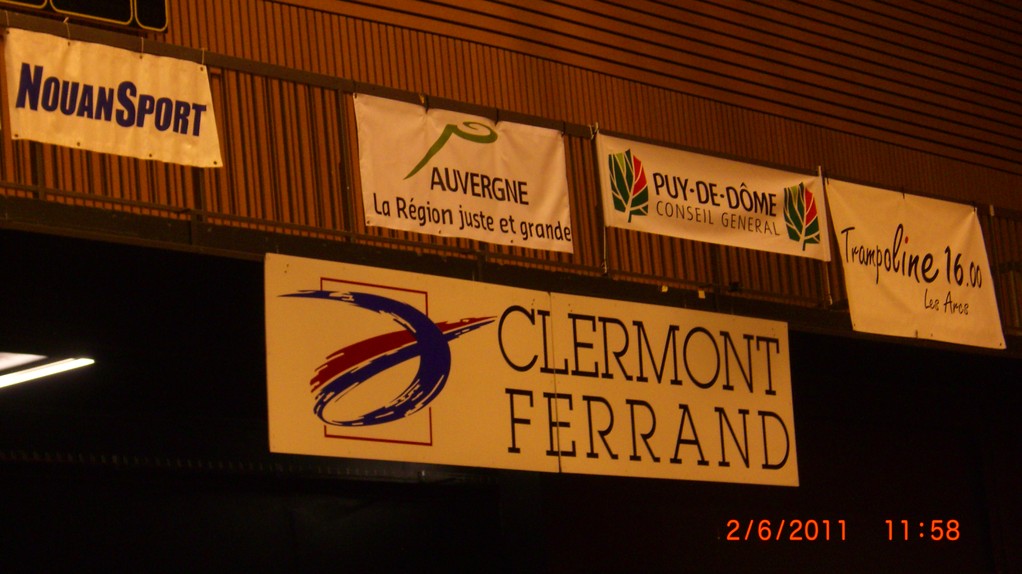 NOUANSPORT
AUVERGNE
La Région juste et grande
PUY-DE-DÔME
CONSEIL GENERAL
Trampoline 16.00
Les Arcs
CLERMONT
FERRAND
2/6/2011 11:58